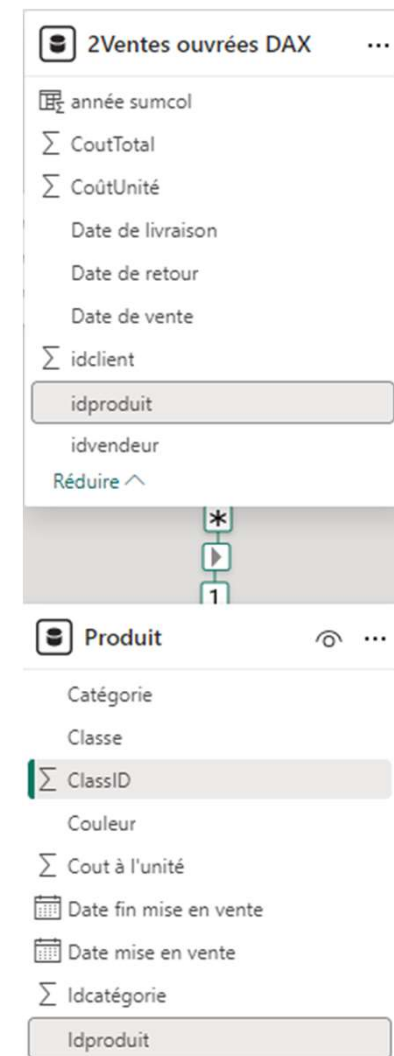 2Ventes ouvrées DAX ...
année sumcol
∑ CoutTotal
∑ CoûtUnité
Date de livraison
Date de retour
Date de vente
∑ idclient
idproduit
idvendeur
Réduire
*
1
Produit ...
Catégorie
Classe
∑ ClassID
Couleur
∑ Cout à l'unité
Date fin mise en vente
Date mise en vente
∑ Idcatégorie
Idproduit